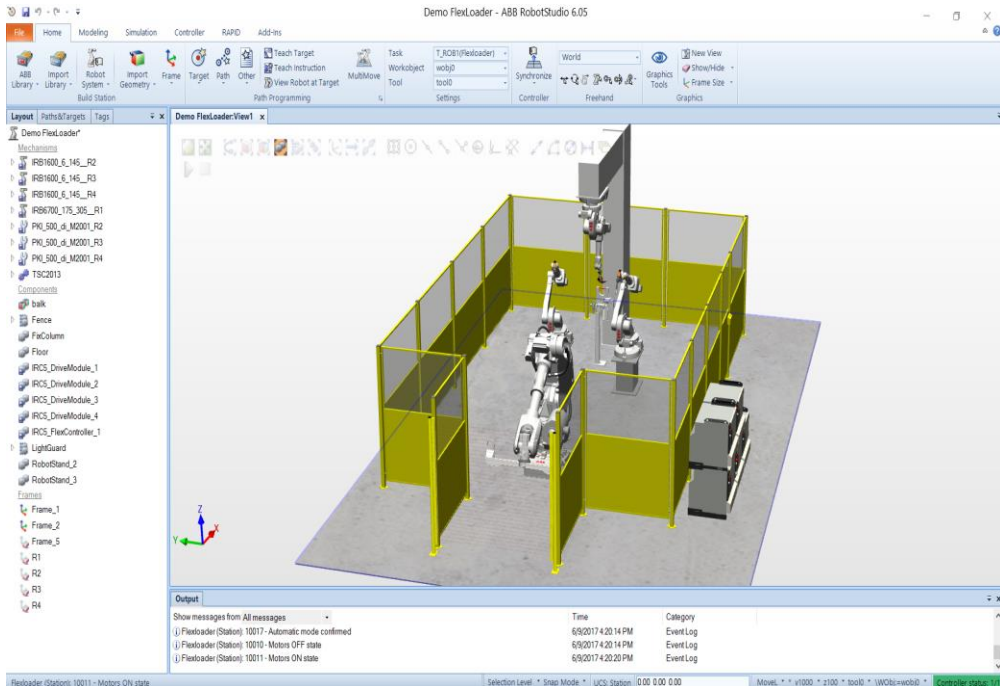 Demo FlexLoader - ABB RobotStudio 6.05
File Home Modeling Simulation Controller RAPID Add-Ins
ABB Library
Import Library
Robot System
Import Geometry
Frame
Target
Path
Other
Teach Target
Teach Instruction
View Robot at Target
MultiMove
Task T_ROB1(Flexloader)
Workobject wobj0
Tool tool0
Synchronize
World
Graphics Tools
New View
Show/Hide
Frame Size
Build Station Path Programming Settings Controller Freehand Graphics
Layout Paths&Targets Tags
Demo FlexLoader:View1
Demo FlexLoader*
Mechanisms
IRB1600_6_145__R2
IRB1600_6_145__R3
IRB1600_6_145__R4
IRB6700_175_305__R1
PKI_500_di_M2001_R2
PKI_500_di_M2001_R3
PKI_500_di_M2001_R4
TSC2013
Components
balk
Fence
FixColumn
Floor
IRC5_DriveModule_1
IRC5_DriveModule_2
IRC5_DriveModule_3
IRC5_DriveModule_4
IRC5_FlexController_1
LightGuard
RobotStand_2
RobotStand_3
Frames
Frame_1
Frame_2
Frame_5
R1
R2
R3
R4
Z
X
Y
Output
Show messages from All messages Time Category
Flexloader (Station): 10017 - Automatic mode confirmed 6/9/2017 4:20:14 PM Event Log
Flexloader (Station): 10010 - Motors OFF state 6/9/2017 4:20:14 PM Event Log
Flexloader (Station): 10011 - Motors ON state 6/9/2017 4:20:20 PM Event Log
Flexloader (Station): 10011 - Motors ON state Selection Level Snap Mode UCS: Station 0.00 0.00 0.00 MoveL * * v1000 * z100 * tool0 * \WObj:=wobj0 * Controller status: 1/1